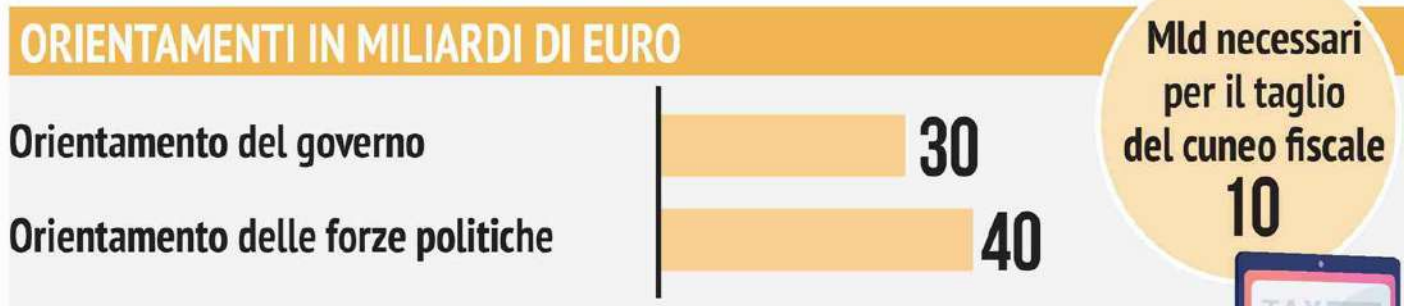 ORIENTAMENTI IN MILIARDI DI EURO
Mld necessari
per il taglio
del cuneo fiscale
10
Orientamento del governo
30
Orientamento delle forze politiche
40
TAX